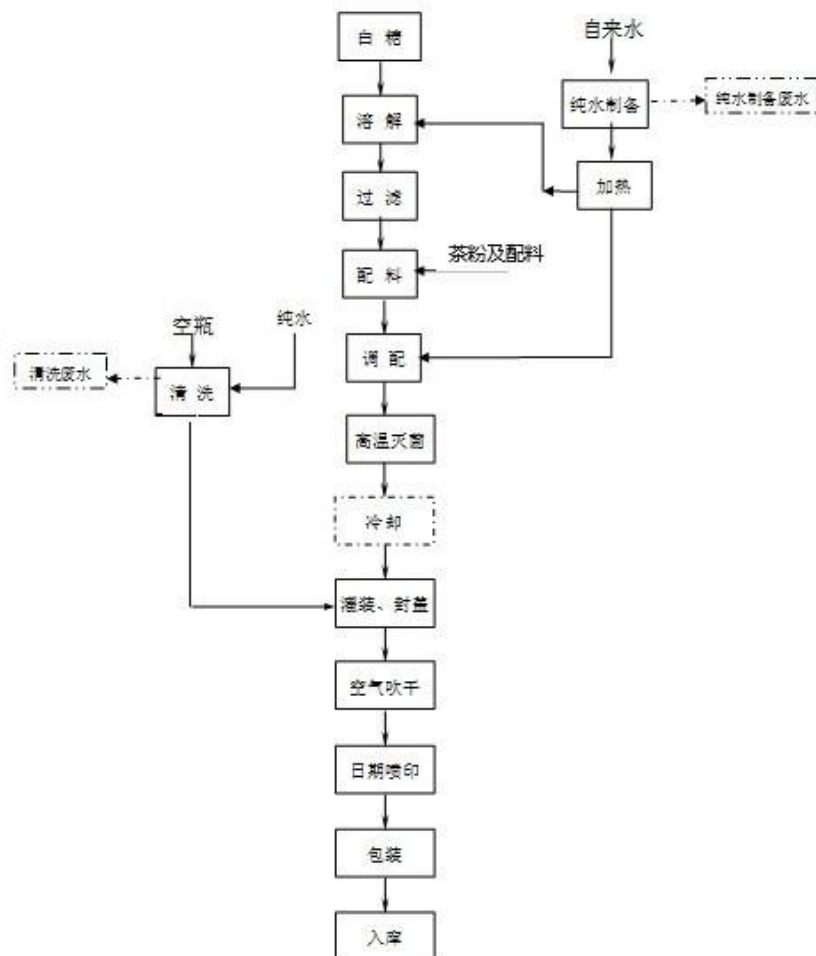 白 糖
自来水
溶 解
纯水制备
纯水制备废水
过 滤
加热
配 料
茶粉及配料
空瓶
纯水
调 配
清洗废水
清 洗
高温灭菌
冷却
灌装、封盖
空气吹干
日期喷印
包装
入库